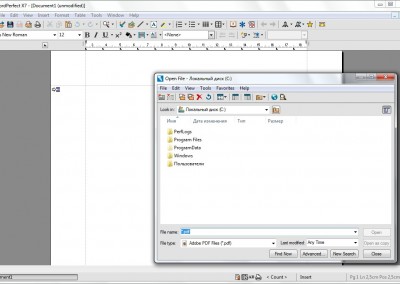 WordPerfect X7 - [Document1 (unmodified)]
Edit View Insert Format Table Tools Window Help
New Roman 12 <None>
Open File - Локальный диск (C:)
File Edit View Tools Favorites Help
Look in: Локальный диск (C:)
Имя Дата изменения Тип Размер
PerfLogs
Program Files
ProgramData
Windows
Пользователи
File name: *.pdf Open
File type: Adobe PDF Files (*.pdf) Last modified: Any Time Open as copy
Find Now Advanced... New Search Close
ment1 < Count > Insert Pg 1 Ln 2,5cm Pos 2,5cm